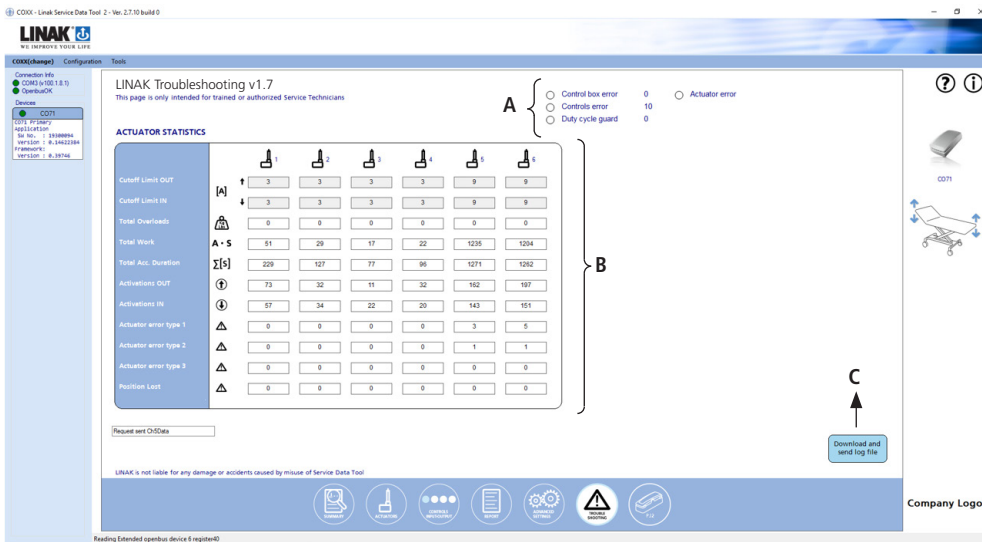 COXX - Linak Service Data Tool 2 - Ver. 2.7.10 build 0
LINAK
WE IMPROVE YOUR LIFE
COXX(change) Configuration Tools
Connection info
COM3 (v100.1.8.1)
OpenbusOK
Devices
CO71
CO71 Primary
Application
SW no. : 19300094
Version : 0.14622384
Framework:
Version : 0.39746
LINAK Troubleshooting v1.7
This page is only intended for trained or authorized Service Technicians
A
Control box error 0 Actuator error
Controls error 10
Duty cycle guard 0
ACTUATOR STATISTICS
1 2 3 4 5 6
Cutoff Limit OUT 3 3 3 3 9 9
[A]
Cutoff Limit IN 3 3 3 3 9 9
Total Overloads 0 0 0 0 0 0
Total Work A • S 51 29 17 22 1235 1204
Total Acc. Duration Σ[s] 229 127 77 96 1271 1262
Activations OUT 73 32 11 32 162 197
Activations IN 57 34 22 20 143 151
Actuator error type 1 0 0 0 0 3 5
Actuator error type 2 0 0 0 0 1 1
Actuator error type 3 0 0 0 0 0 0
Position Lost 0 0 0 0 0 0
B
CO71
C
Download and
send log file
Request sent Ch5Data
LINAK is not liable for any damage or accidents caused by misuse of Service Data Tool
SUMMARY
ACTUATORS
CONTROLS
INPUT/SUPPLY
REPORT
ADVANCED
SETTINGS
TROUBLE
SHOOTING
Company Logo
Reading Extended openbus device 6 register40